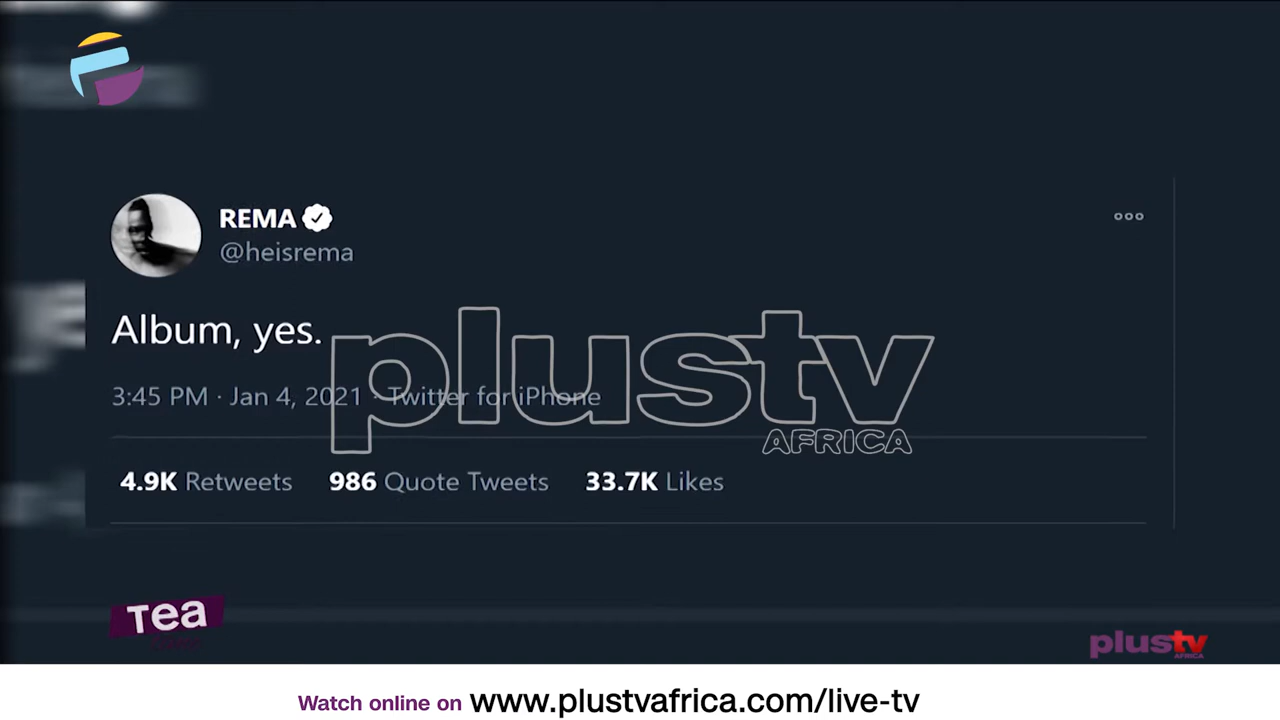 REMA
@heisrema
Album, yes.
plustv
AFRICA
3:45 PM · Jan 4, 2021 · Twitter for iPhone
4.9K Retweets 986 Quote Tweets 33.7K Likes
Tea
plustv
AFRICA
Watch online on www.plustvafrica.com/live-tv